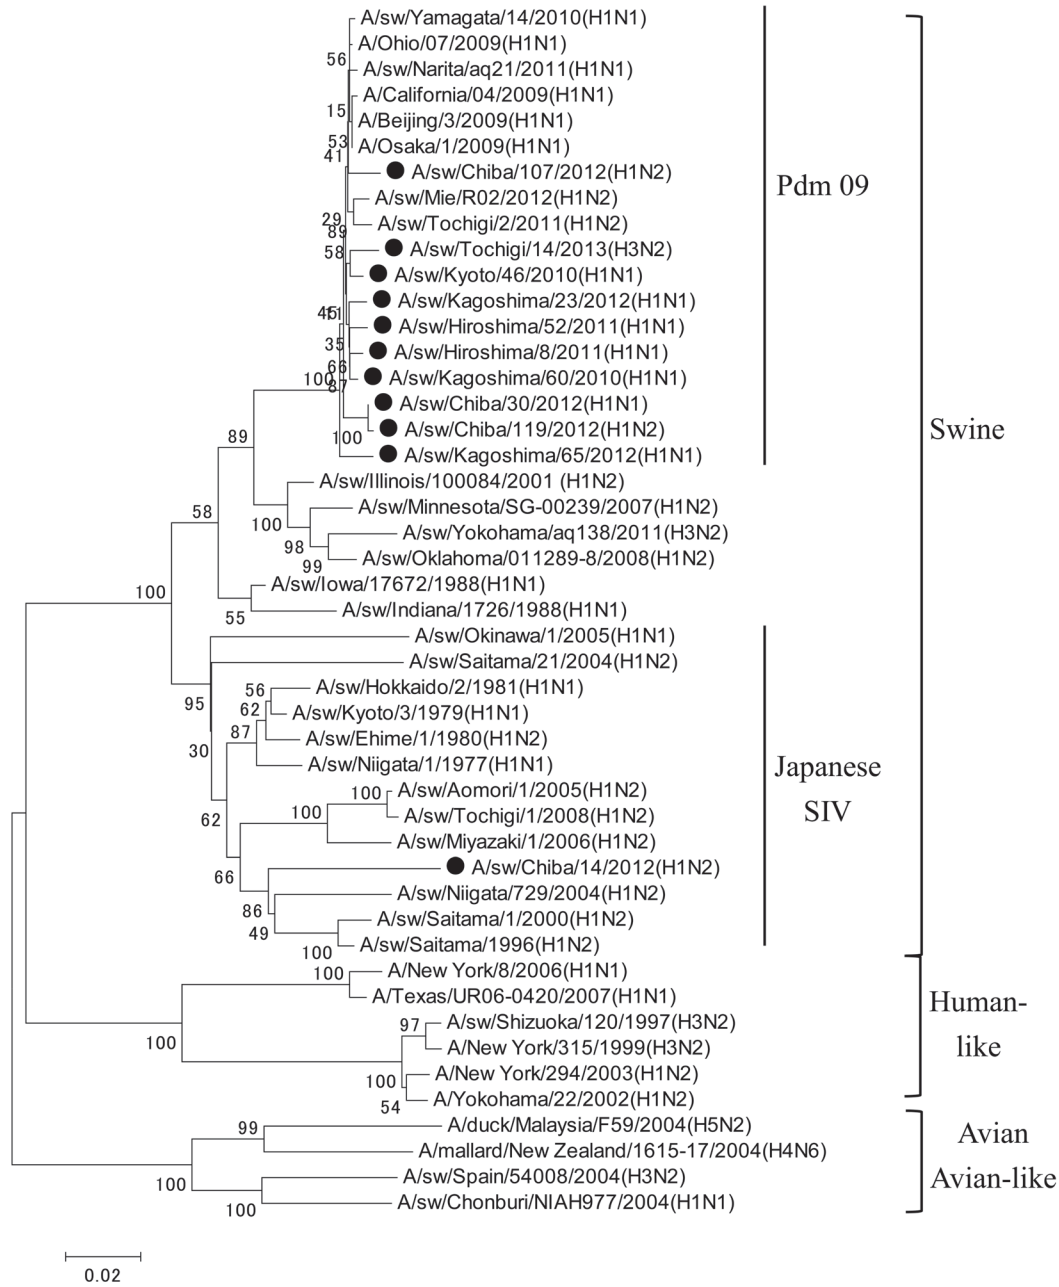 A/sw/Yamagata/14/2010(H1N1)
A/Ohio/07/2009(H1N1)
56
A/sw/Narita/aq21/2011(H1N1)
A/California/04/2009(H1N1)
15
A/Beijing/3/2009(H1N1)
53
A/Osaka/1/2009(H1N1)
41
A/sw/Chiba/107/2012(H1N2)
Pdm 09
A/sw/Mie/R02/2012(H1N2)
29
A/sw/Tochigi/2/2011(H1N2)
89
A/sw/Tochigi/14/2013(H3N2)
58
A/sw/Kyoto/46/2010(H1N1)
A/sw/Kagoshima/23/2012(H1N1)
A/sw/Hiroshima/52/2011(H1N1)
35
A/sw/Hiroshima/8/2011(H1N1)
66
100
A/sw/Kagoshima/60/2010(H1N1)
87
A/sw/Chiba/30/2012(H1N1)
A/sw/Chiba/119/2012(H1N2)
Swine
89
100
A/sw/Kagoshima/65/2012(H1N1)
A/sw/Illinois/100084/2001 (H1N2)
A/sw/Minnesota/SG-00239/2007(H1N2)
58
100
A/sw/Yokohama/aq138/2011(H3N2)
98
A/sw/Oklahoma/011289-8/2008(H1N2)
99
A/sw/Iowa/17672/1988(H1N1)
100
A/sw/Indiana/1726/1988(H1N1)
55
A/sw/Okinawa/1/2005(H1N1)
A/sw/Saitama/21/2004(H1N2)
A/sw/Hokkaido/2/1981(H1N1)
56
95
A/sw/Kyoto/3/1979(H1N1)
62
A/sw/Ehime/1/1980(H1N2)
87
30
A/sw/Niigata/1/1977(H1N1)
Japanese
SIV
A/sw/Aomori/1/2005(H1N2)
100
A/sw/Tochigi/1/2008(H1N2)
100
62
A/sw/Miyazaki/1/2006(H1N2)
A/sw/Chiba/14/2012(H1N2)
66
A/sw/Niigata/729/2004(H1N2)
86
A/sw/Saitama/1/2000(H1N2)
49
A/sw/Saitama/1996(H1N2)
100
A/New York/8/2006(H1N1)
100
A/Texas/UR06-0420/2007(H1N1)
Human-
like
A/sw/Shizuoka/120/1997(H3N2)
97
100
A/New York/315/1999(H3N2)
A/New York/294/2003(H1N2)
100
A/Yokohama/22/2002(H1N2)
54
A/duck/Malaysia/F59/2004(H5N2)
99
Avian
A/mallard/New Zealand/1615-17/2004(H4N6)
A/sw/Spain/54008/2004(H3N2)
Avian-like
100
A/sw/Chonburi/NIAH977/2004(H1N1)
100
0.02